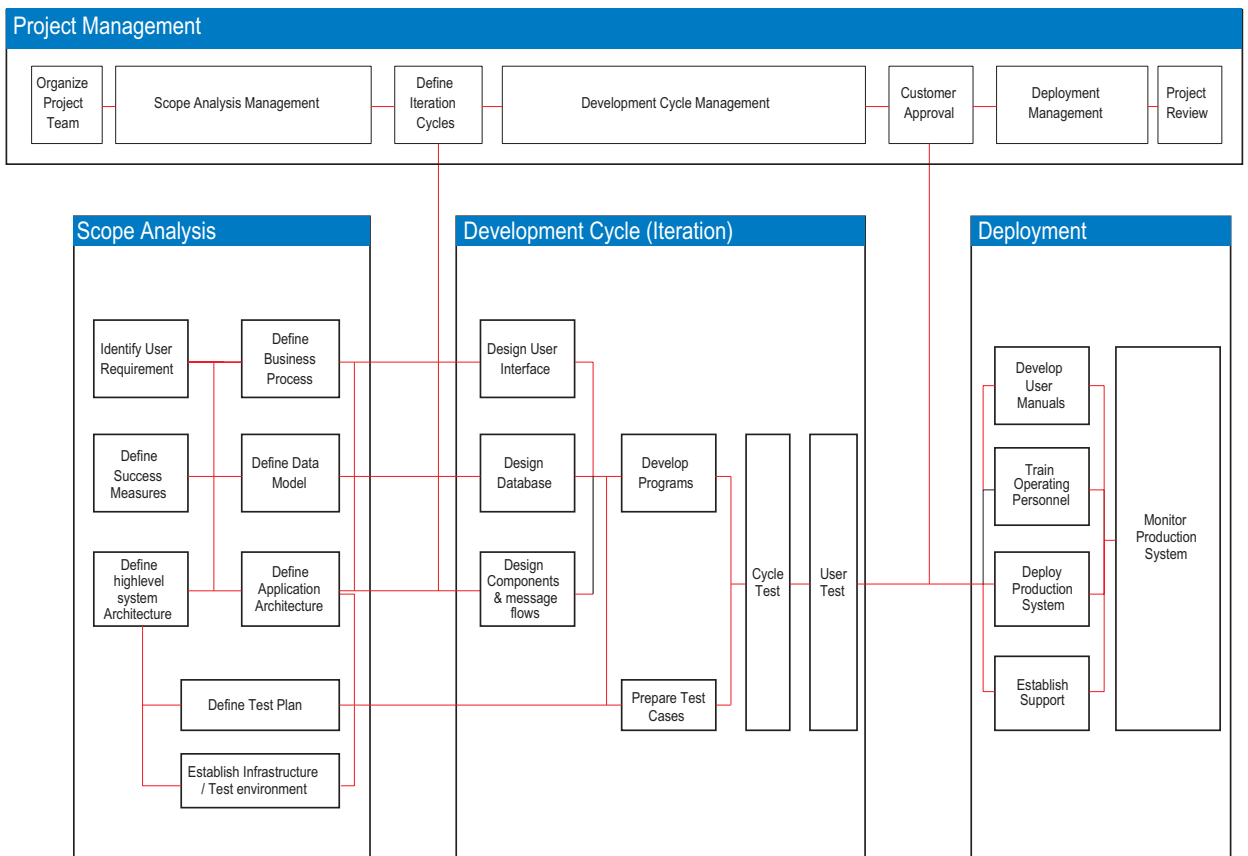 Project Management
Organize
Project
Team
Scope Analysis Management
Define
Iteration
Cycles
Development Cycle Management
Customer
Approval
Deployment
Management
Project
Review
Scope Analysis
Identify User
Requirement
Define
Business
Process
Define
Success
Measures
Define Data
Model
Define
highlevel
system
Architecture
Define
Application
Architecture
Define Test Plan
Establish Infrastructure
/ Test environment
Development Cycle (Iteration)
Design User
Interface
Design
Database
Develop
Programs
Design
Components
& message
flows
Prepare Test
Cases
Cycle
Test
User
Test
Deployment
Develop
User
Manuals
Train
Operating
Personnel
Deploy
Production
System
Establish
Support
Monitor
Production
System